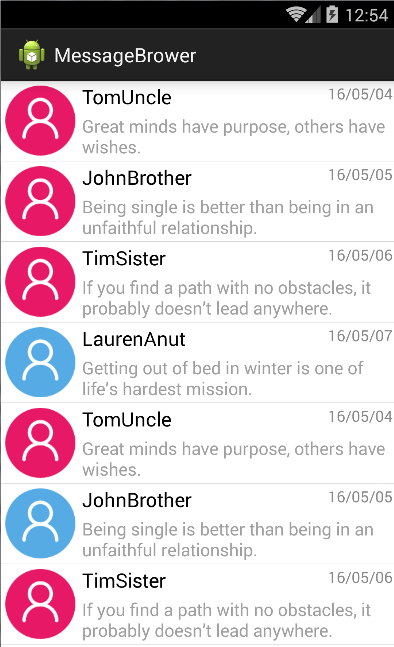 12:54
MessageBrower
TomUncle 16/05/04
Great minds have purpose, others have
wishes.
JohnBrother 16/05/05
Being single is better than being in an
unfaithful relationship.
TimSister 16/05/06
If you find a path with no obstacles, it
probably doesn't lead anywhere.
LaurenAnut 16/05/07
Getting out of bed in winter is one of
life's hardest mission.
TomUncle 16/05/04
Great minds have purpose, others have
wishes.
JohnBrother 16/05/05
Being single is better than being in an
unfaithful relationship.
TimSister 16/05/06
If you find a path with no obstacles, it
probably doesn't lead anywhere.